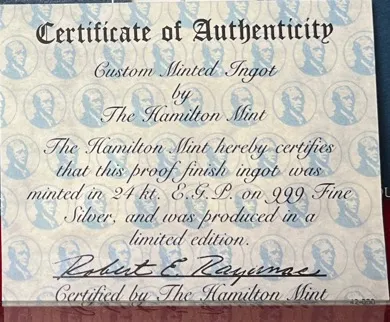 Certificate of Authenticity
Custom Minted Ingot
by
The Hamilton Mint
The Hamilton Mint hereby certifies
that this proof finish ingot was
minted in 24 kt. E.G.P. on 999 Fine
Silver, and was produced in a
limited edition.
Robert E
Certified by The Hamilton Mint